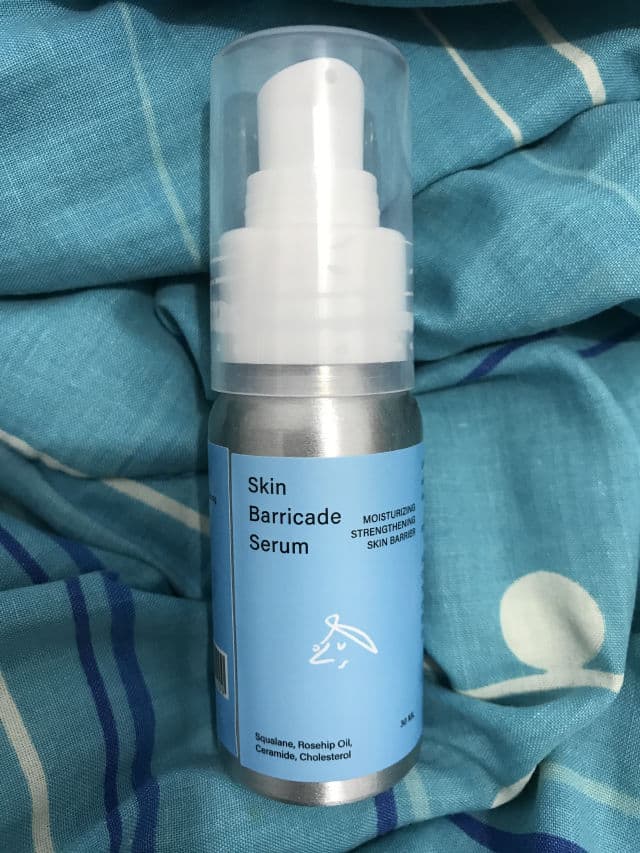 Skin
Barricade
Serum
MOISTURIZING
STRENGTHENING
SKIN BARRIER
Squalane, Rosehip Oil,
Ceramide, Cholesterol
30 ML